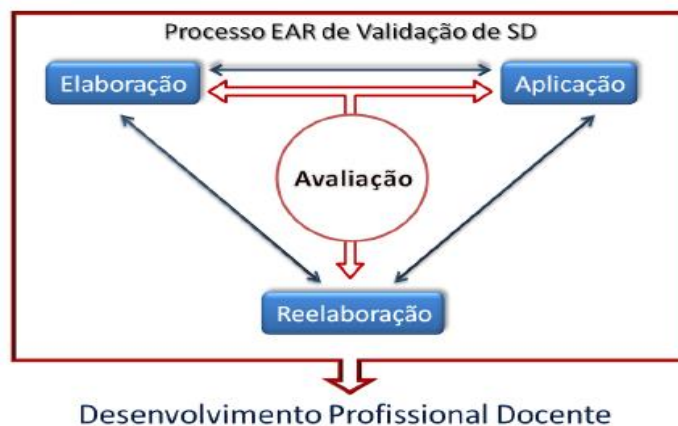 Processo EAR de Validação de SD
Elaboração
Aplicação
Avaliação
Reelaboração
Desenvolvimento Profissional Docente